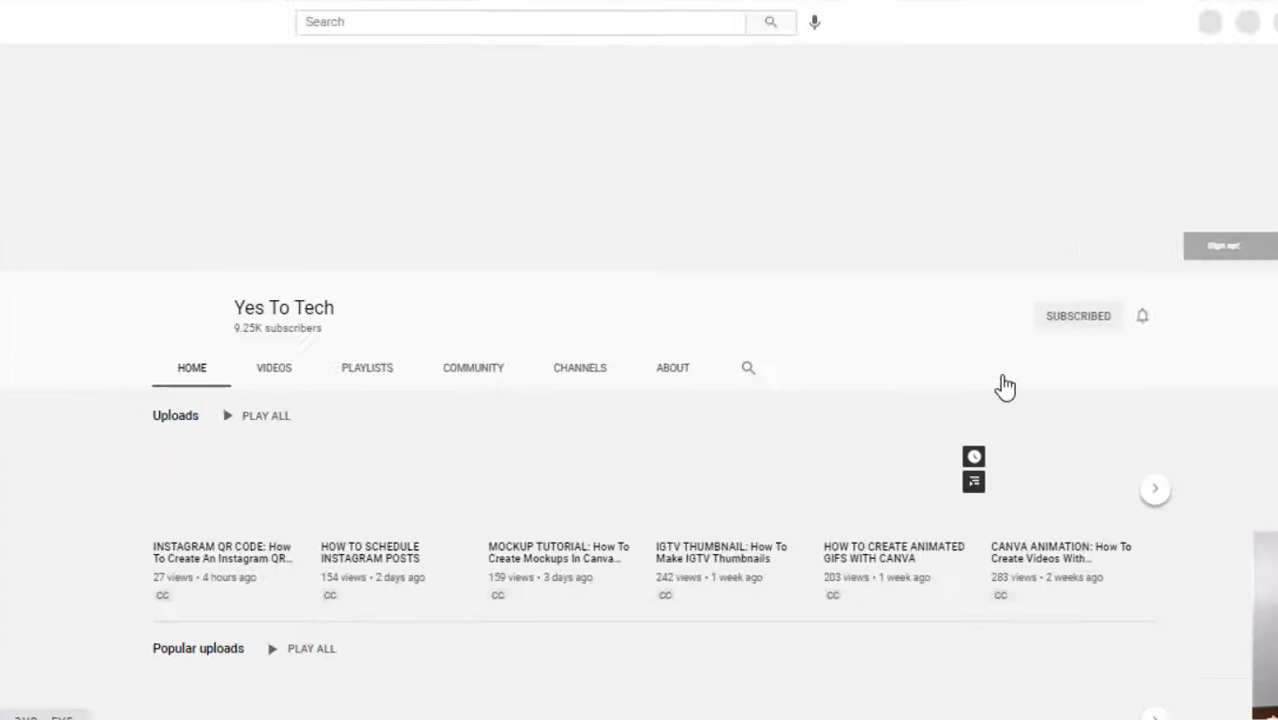 Search
Sign up!
Yes To Tech
9.25K subscribers
SUBSCRIBED
HOME VIDEOS PLAYLISTS COMMUNITY CHANNELS ABOUT
Uploads PLAY ALL
INSTAGRAM QR CODE: How
To Create An Instagram QR...
27 views • 4 hours ago
CC
HOW TO SCHEDULE
INSTAGRAM POSTS
154 views • 2 days ago
CC
MOCKUP TUTORIAL: How To
Create Mockups In Canva...
159 views • 3 days ago
CC
IGTV THUMBNAIL: How To
Make IGTV Thumbnails
242 views • 1 week ago
CC
HOW TO CREATE ANIMATED
GIFS WITH CANVA
203 views • 1 week ago
CC
CANVA ANIMATION: How To
Create Videos With...
283 views • 2 weeks ago
CC
Popular uploads PLAY ALL